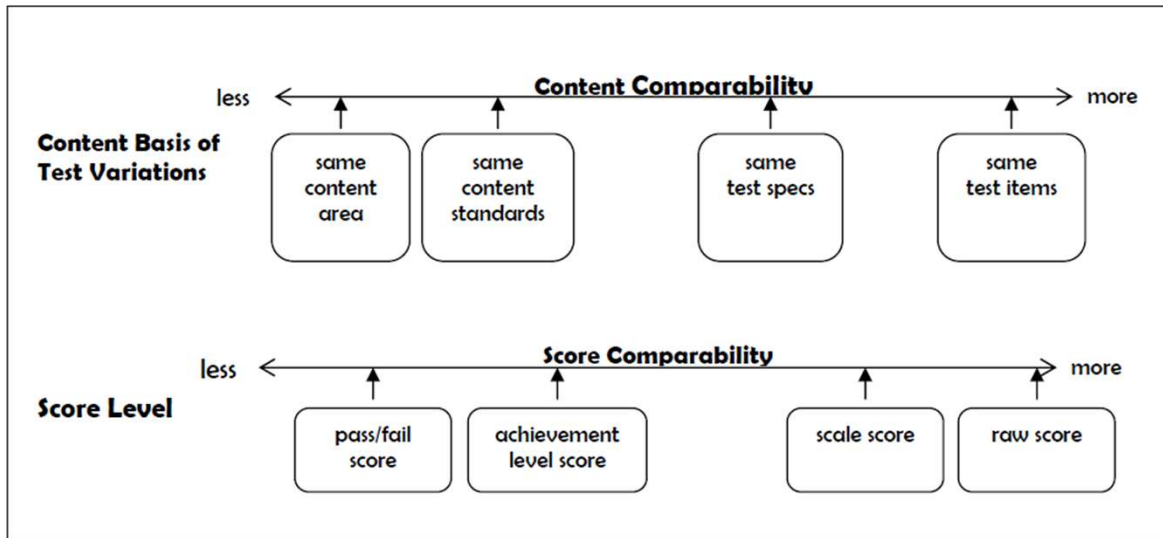 Content Comparability
less
more
Content Basis of
Test Variations
same
content
area
same
content
standards
same
test specs
same
test items
Score Comparability
less
more
Score Level
pass/fail
score
achievement
level score
scale score
raw score